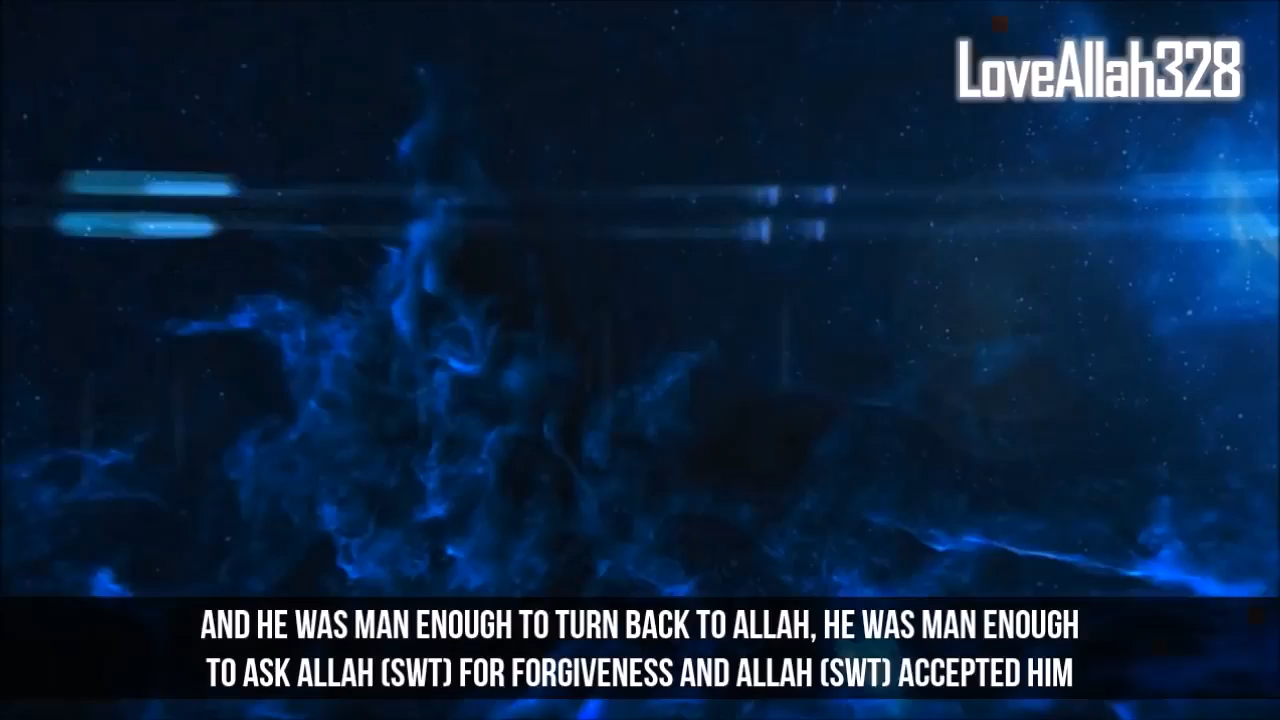 LoveAllah328
AND HE WAS MAN ENOUGH TO TURN BACK TO ALLAH, HE WAS MAN ENOUGH
TO ASK ALLAH (SWT) FOR FORGIVENESS AND ALLAH (SWT) ACCEPTED HIM